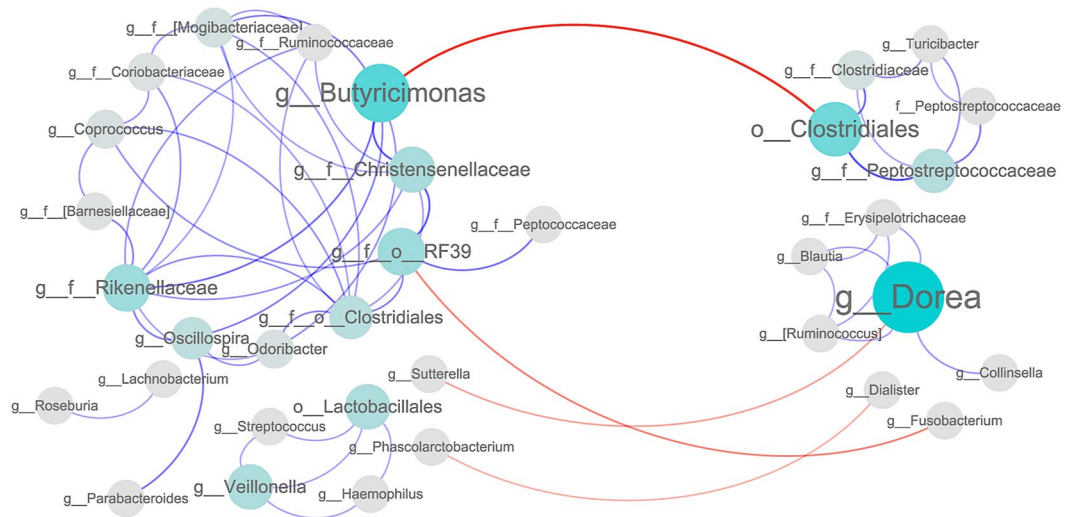 g__f__[Mogibacteriaceae]
g__f__Ruminococcaceae
g__Turicibacter
g__f__Coriobacteriaceae
g__f__Clostridiaceae
g__Butyricimonas
f__Peptostreptococcaceae
g__Coprococcus
o__Clostridiales
g__f__Christensenellaceae
g__f__Peptostreptococcaceae
g__f__[Barnesiellaceae]
g__f__Erysipelotrichaceae
g__f__Peptococcaceae
g__f__o__RF39
g__Blautia
g__f__Rikenellaceae
g__Dorea
g__f__o__Clostridiales
g__Oscillospira
g__[Ruminococcus]
g__Odoribacter
g__Sutterella
g__Collinsella
g__Lachnobacterium
g__Dialister
g__Roseburia
o__Lactobacillales
g__Fusobacterium
g__Streptococcus
g__Phascolarctobacterium
g__Veillonella
g__Haemophilus
g__Parabacteroides